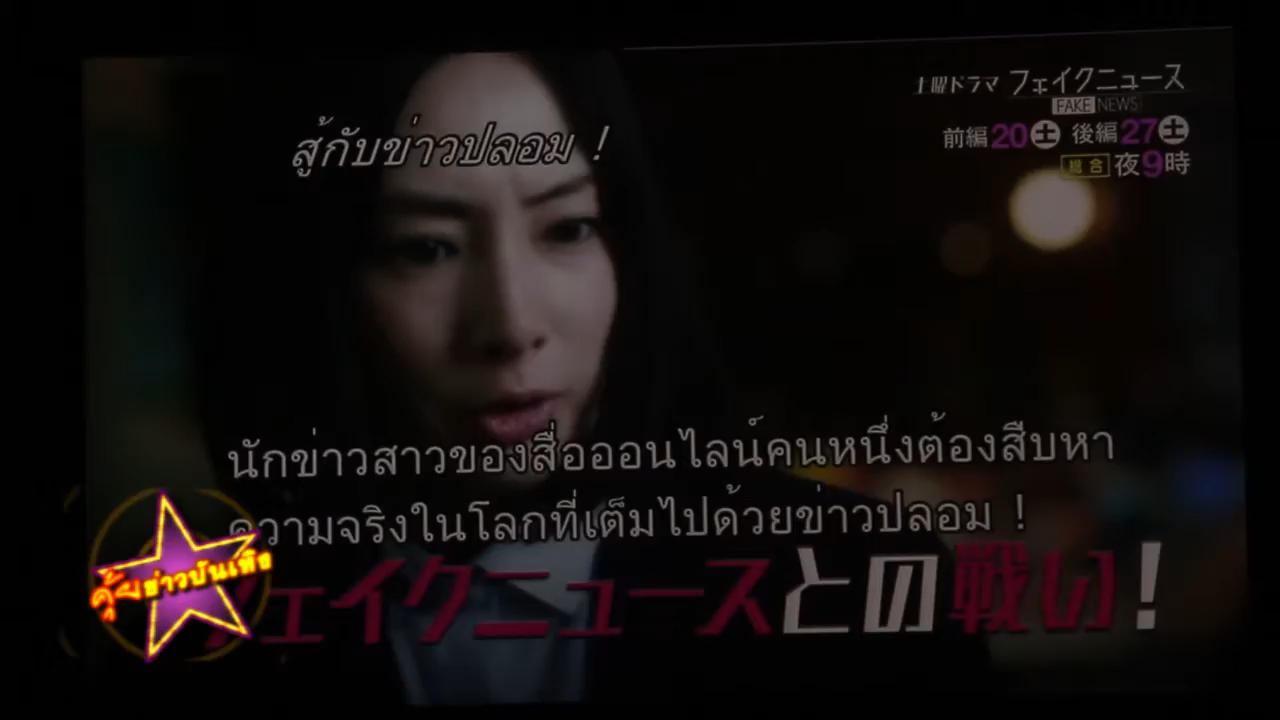 土曜ドラマ フェイクニュース
FAKE NEWS
前編20土 後編27土
総合 夜9時
สู้กับข่าวปลอม !
นักข่าวสาวของสื่อออนไลน์คนหนึ่งต้องสืบหา
ความจริงในโลกที่เต็มไปด้วยข่าวปลอม !
คุ้ยข่าวบันเทิง
フェイクニュースとの戦い!